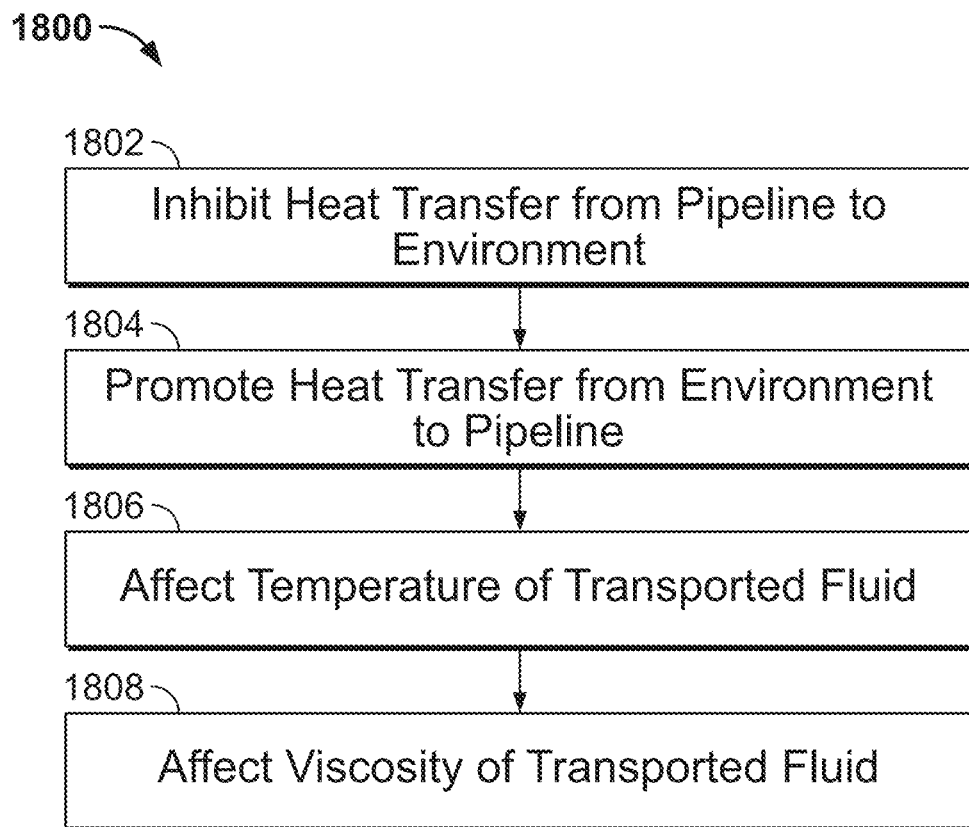 1800
1802
Inhibit Heat Transfer from Pipeline to
Environment
1804
Promote Heat Transfer from Environment
to Pipeline
1806
Affect Temperature of Transported Fluid
1808
Affect Viscosity of Transported Fluid